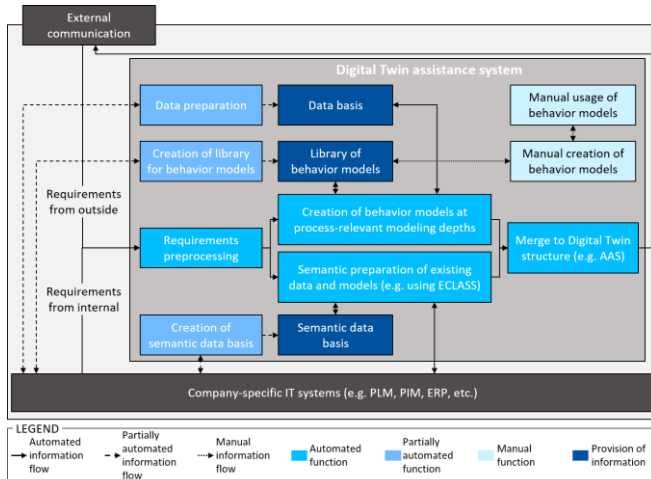 External
communication
Digital Twin assistance system
Data preparation
Data basis
Manual usage of
behavior models
Creation of library
for behavior models
Library of
behavior models
Manual creation of
behavior models
Requirements
from outside
Creation of behavior models at
process-relevant modeling depths
Requirements
preprocessing
Merge to Digital Twin
structure (e.g. AAS)
Semantic preparation of existing
data and models (e.g. using ECLASS)
Requirements
from internal
Creation of
semantic data basis
Semantic data
basis
Company-specific IT systems (e.g. PLM, PIM, ERP, etc.)
LEGEND
Automated
information
flow
Partially
automated
information
flow
Manual
information
flow
Automated
function
Partially
automated
function
Manual
function
Provision of
information